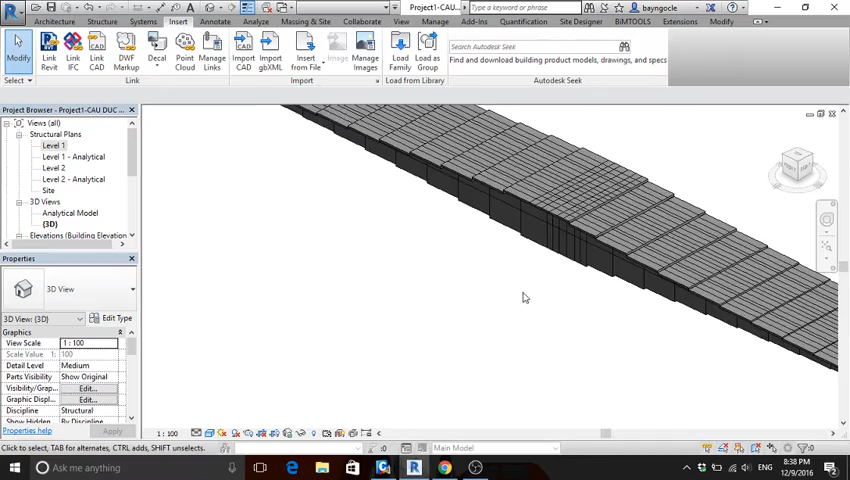 Project1-CAU...
Type a keyword or phrase
bayngocle
Architecture Structure Systems Insert Annotate Analyze Massing & Site Collaborate View Manage Add-Ins Quantification Site Designer BiMTOOLS Extensions Modify
Modify
Link Revit
Link IFC
Link CAD
DWF Markup
Decal
Point Cloud
Manage Links
Import CAD
Import gbXML
Insert from File
Image
Manage Images
Load Family
Load as Group
Search Autodesk Seek
Find and download building product models, drawings, and specs
Select
Link
Import
Load from Library
Autodesk Seek
Project Browser - Project1-CAU DUC ...
Views (all)
Structural Plans
Level 1
Level 1 - Analytical
Level 2
Level 2 - Analytical
Site
3D Views
Analytical Model
{3D}
Elevations (Building Elevation
Properties
3D View
3D View: {3D}
Edit Type
Graphics
View Scale 1 : 100
Scale Value 1: 100
Detail Level Medium
Parts Visibility Show Original
Visibility/Grap... Edit...
Graphic Displ... Edit...
Discipline Structural
Show Hidden ... By Discipline
Properties help
Apply
1 : 100
Click to select, TAB for alternates, CTRL adds, SHIFT unselects.
:0
Main Model
:0
Ask me anything
ENG
8:38 PM
12/9/2016
2